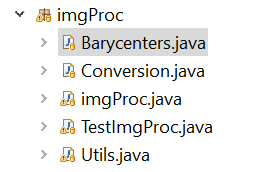 imgProc
Barycenters.java
Conversion.java
imgProc.java
TestImgProc.java
Utils.java